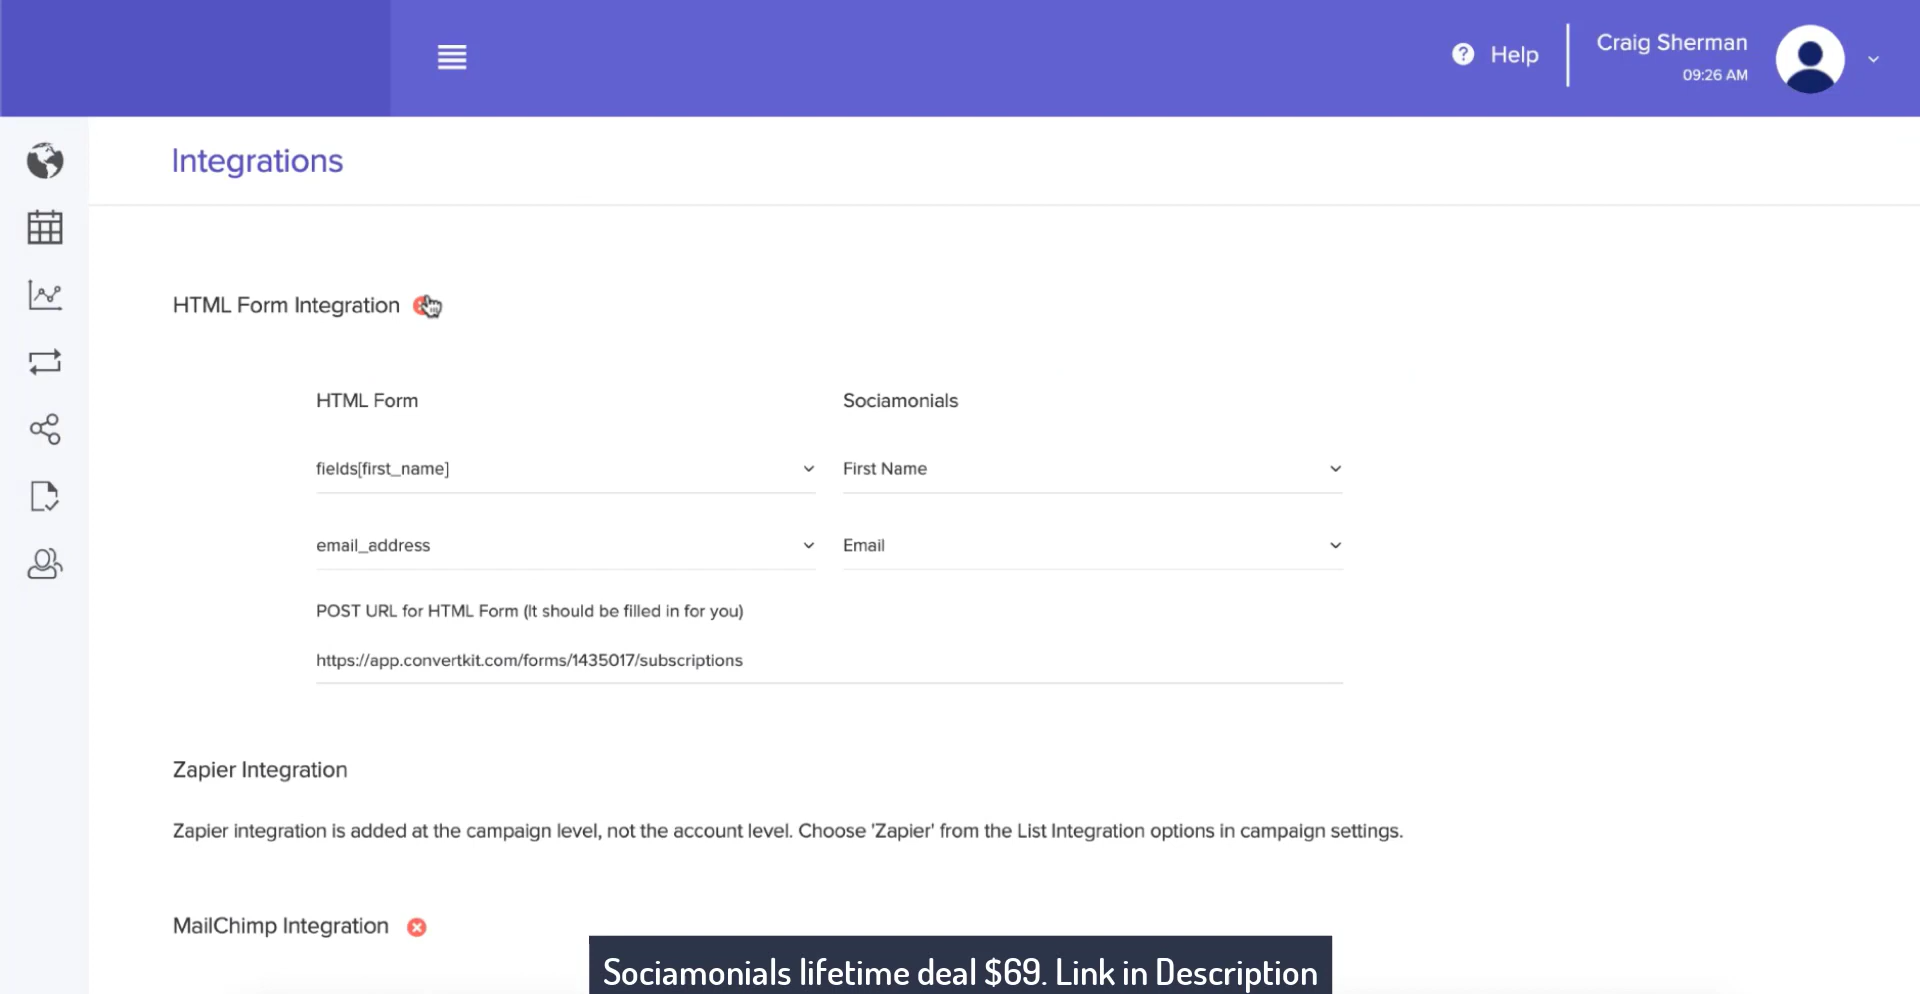 Help
Craig Sherman
09:26 AM
Integrations
HTML Form Integration
HTML Form
Sociamonials
fields[first_name]
First Name
email_address
Email
POST URL for HTML Form (It should be filled in for you)
https://app.convertkit.com/forms/1435017/subscriptions
Zapier Integration
Zapier integration is added at the campaign level, not the account level. Choose 'Zapier' from the List Integration options in campaign settings.
MailChimp Integration
Sociamonials lifetime deal $69. Link in Description